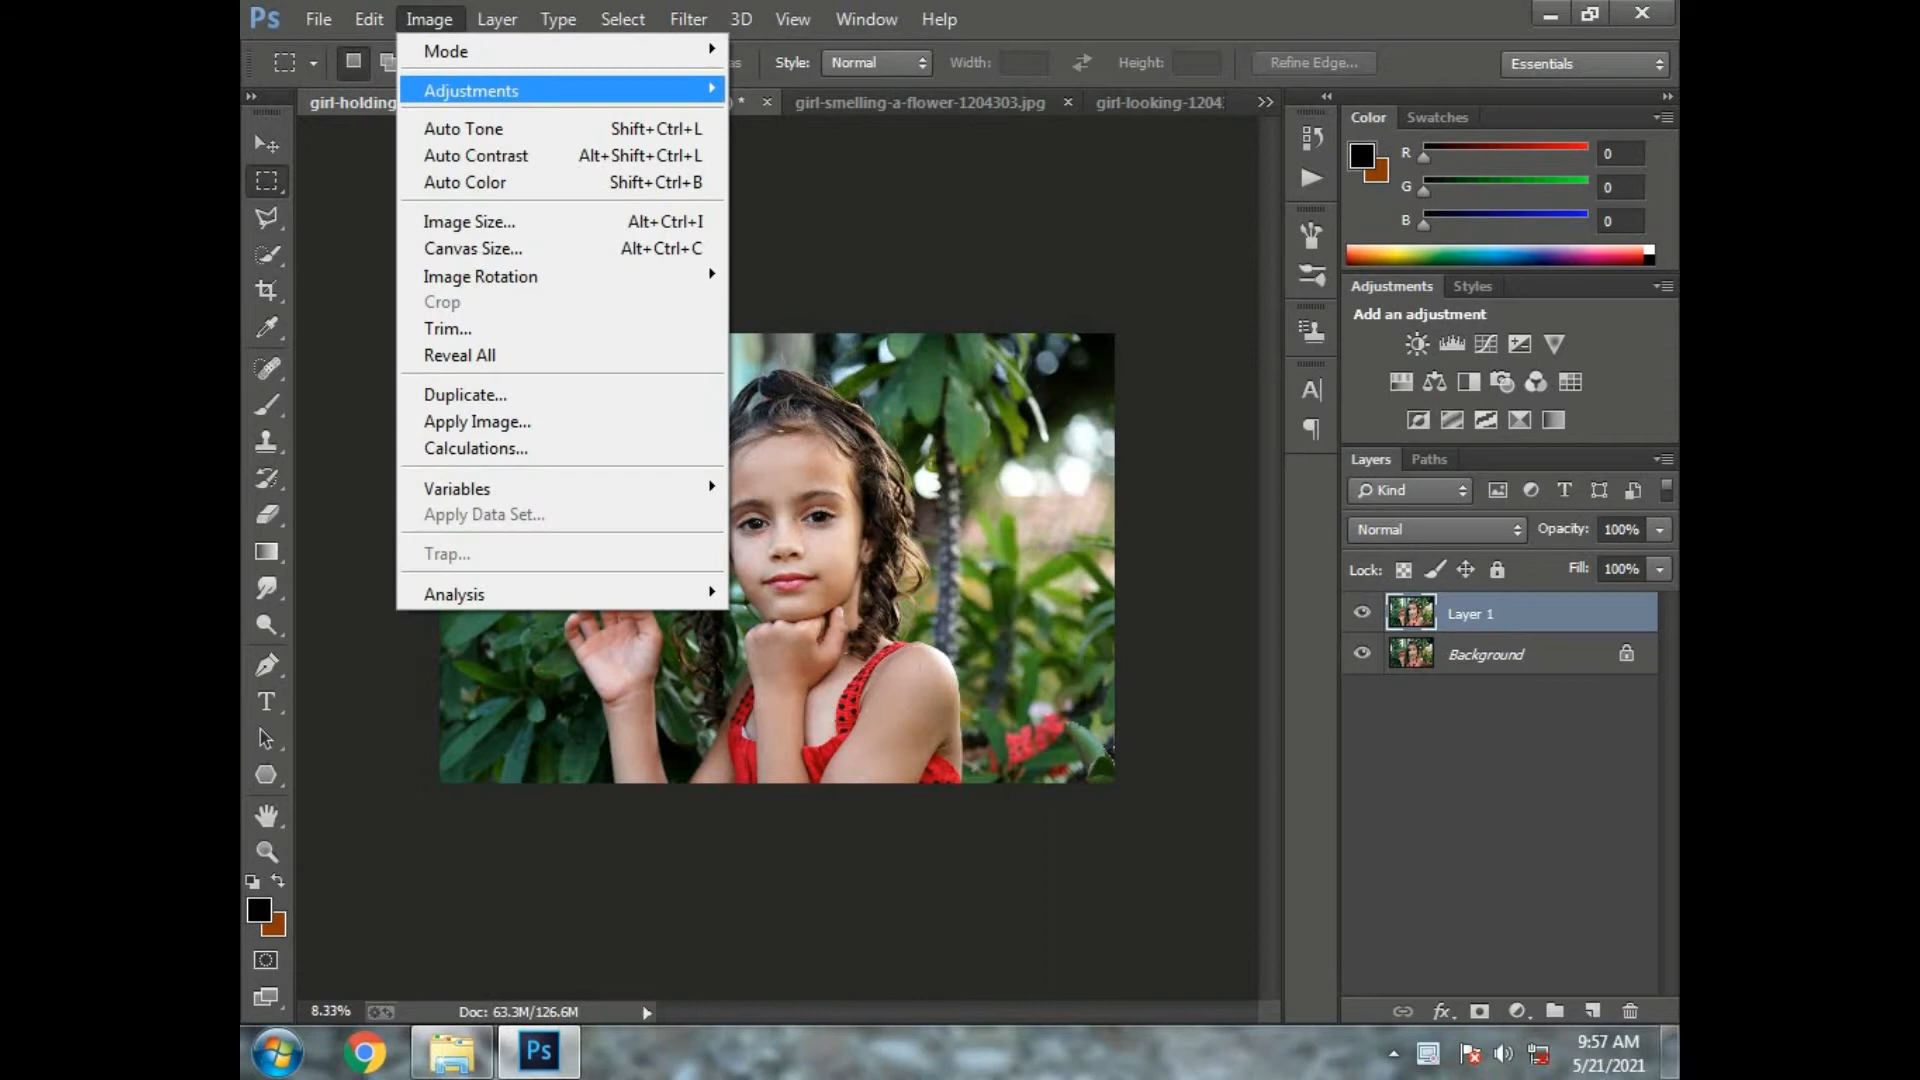 Ps File Edit Image Layer Type Select Filter 3D View Window Help
Style: Normal Width: Height: Refine Edge... Essentials
girl-holding
* × girl-smelling-a-flower-1204303.jpg × girl-looking-1204
Mode
Adjustments
Auto Tone Shift+Ctrl+L
Auto Contrast Alt+Shift+Ctrl+L
Auto Color Shift+Ctrl+B
Image Size... Alt+Ctrl+I
Canvas Size... Alt+Ctrl+C
Image Rotation
Crop
Trim...
Reveal All
Duplicate...
Apply Image...
Calculations...
Variables
Apply Data Set...
Trap...
Analysis
Color Swatches
R 0
G 0
B 0
Adjustments Styles
Add an adjustment
Layers Paths
Kind
Normal Opacity: 100%
Lock: Fill: 100%
Layer 1
Background
8.33% Doc: 63.3M/126.6M
Ps
9:57 AM
5/21/2021